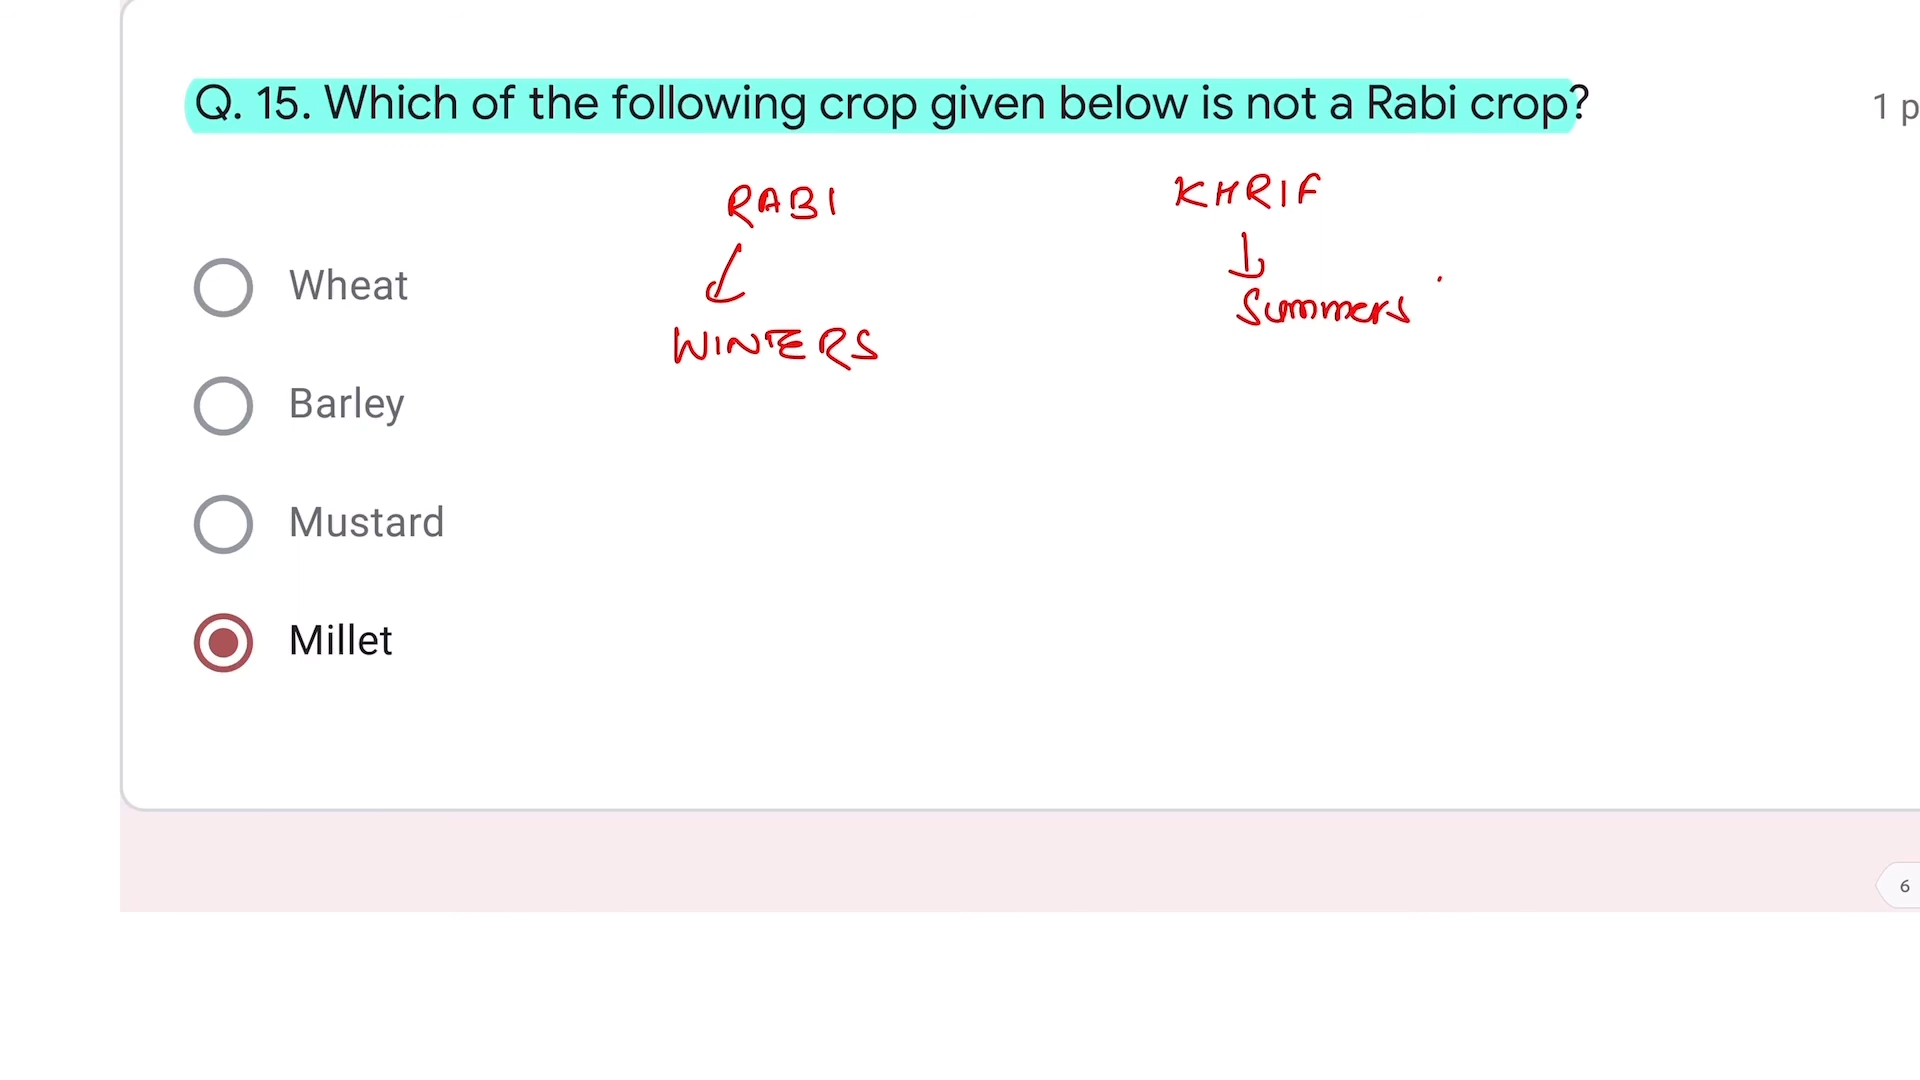 Q. 15. Which of the following crop given below is not a Rabi crop?
1 p
RABI
KHRIF
Wheat
Summers
WINTERS
Barley
Mustard
Millet
6